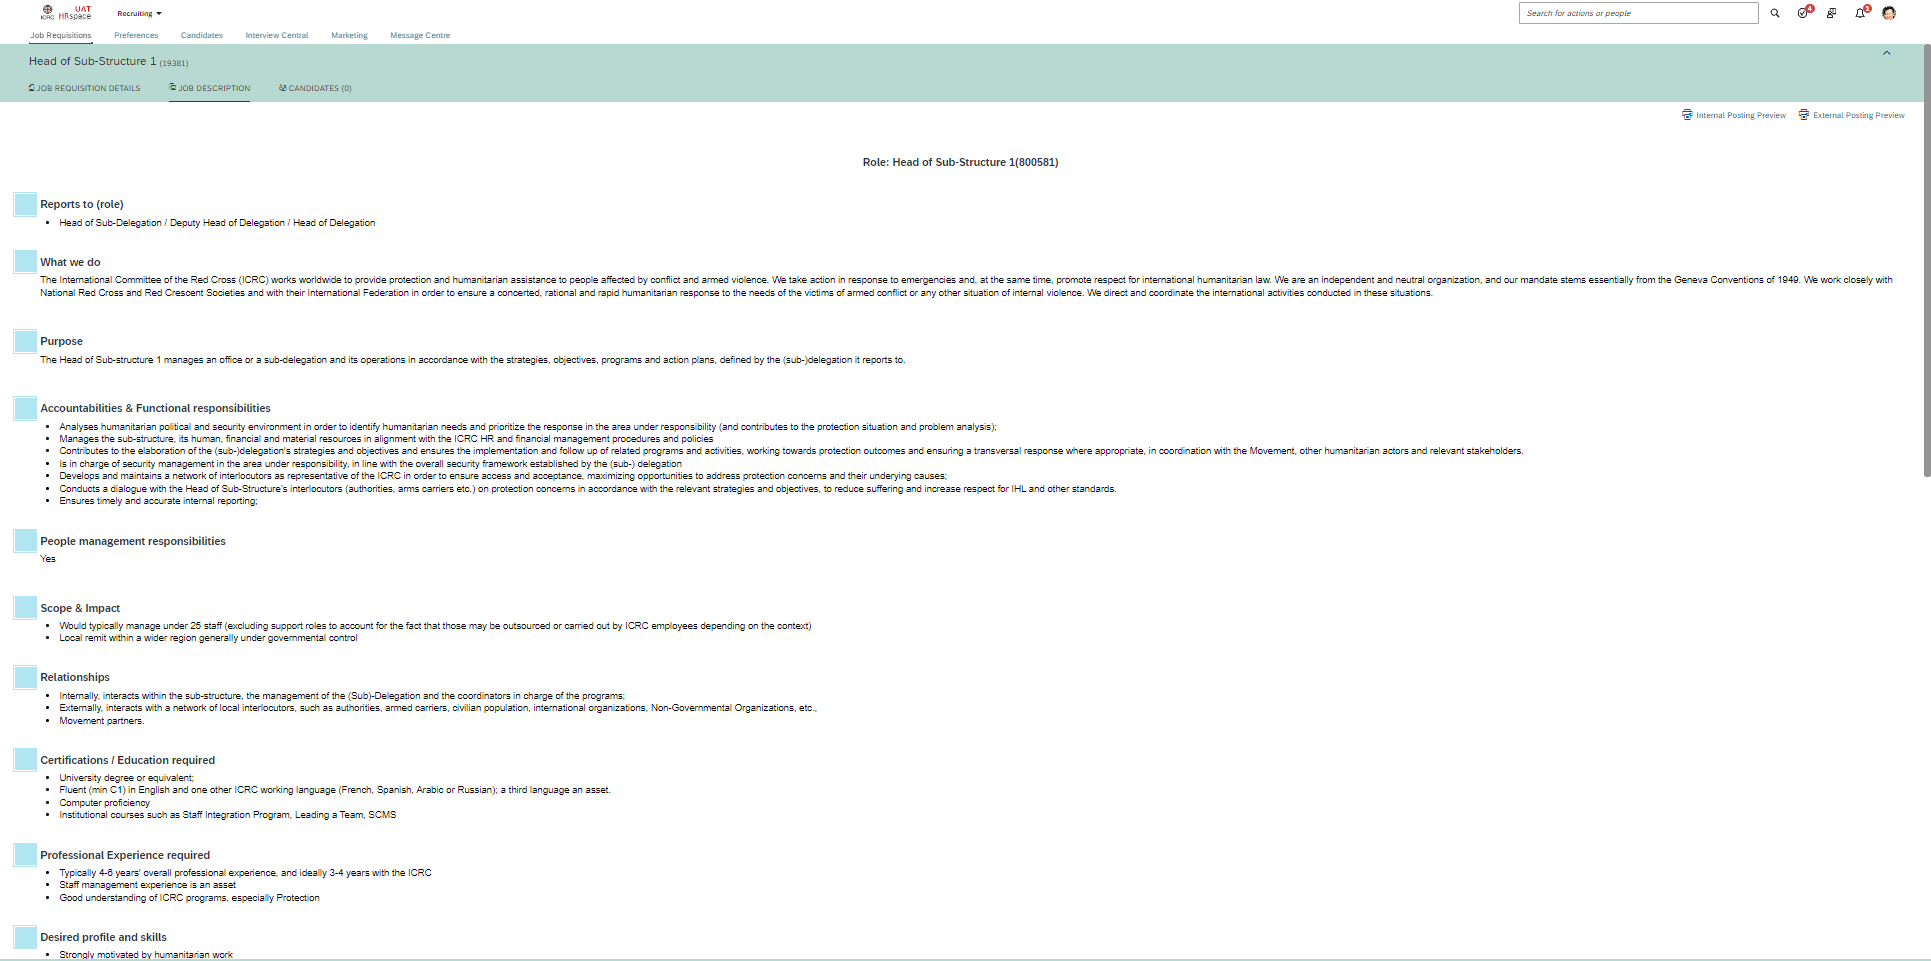 ICRC
UAT
HRspace
Recruiting
Search for actions or people
4
1
Job Requisitions
Preferences
Candidates
Interview Central
Marketing
Message Centre
Head of Sub-Structure 1 (19381)
JOB REQUISITION DETAILS
JOB DESCRIPTION
CANDIDATES (0)
Internal Posting Preview
External Posting Preview
Role: Head of Sub-Structure 1(800581)
Reports to (role)
• Head of Sub-Delegation / Deputy Head of Delegation / Head of Delegation
What we do
The International Committee of the Red Cross (ICRC) works worldwide to provide protection and humanitarian assistance to people affected by conflict and armed violence. We take action in response to emergencies and, at the same time, promote respect for international humanitarian law. We are an independent and neutral organization, and our mandate stems essentially from the Geneva Conventions of 1949. We work closely with
National Red Cross and Red Crescent Societies and with their International Federation in order to ensure a concerted, rational and rapid humanitarian response to the needs of the victims of armed conflict or any other situation of internal violence. We direct and coordinate the international activities conducted in these situations.
Purpose
The Head of Sub-structure 1 manages an office or a sub-delegation and its operations in accordance with the strategies, objectives, programs and action plans, defined by the (sub-)delegation it reports to.
Accountabilities & Functional responsibilities
• Analyses humanitarian political and security environment in order to identify humanitarian needs and prioritize the response in the area under responsibility (and contributes to the protection situation and problem analysis);
• Manages the sub-structure, its human, financial and material resources in alignment with the ICRC HR and financial management procedures and policies
• Contributes to the elaboration of the (sub-)delegation's strategies and objectives and ensures the implementation and follow up of related programs and activities, working towards protection outcomes and ensuring a transversal response where appropriate, in coordination with the Movement, other humanitarian actors and relevant stakeholders.
• Is in charge of security management in the area under responsibility, in line with the overall security framework established by the (sub-) delegation
• Develops and maintains a network of interlocutors as representative of the ICRC in order to ensure access and acceptance, maximizing opportunities to address protection concerns and their underlying causes;
• Conducts a dialogue with the Head of Sub-Structure's interlocutors (authorities, arms carriers etc.) on protection concerns in accordance with the relevant strategies and objectives, to reduce suffering and increase respect for IHL and other standards.
• Ensures timely and accurate internal reporting;
People management responsibilities
Yes
Scope & Impact
• Would typically manage under 25 staff (excluding support roles to account for the fact that those may be outsourced or carried out by ICRC employees depending on the context)
• Local remit within a wider region generally under governmental control
Relationships
• Internally, interacts within the sub-structure, the management of the (Sub)-Delegation and the coordinators in charge of the programs;
• Externally, interacts with a network of local interlocutors, such as authorities, armed carriers, civilian population, international organizations, Non-Governmental Organizations, etc.,
• Movement partners.
Certifications / Education required
• University degree or equivalent;
• Fluent (min C1) in English and one other ICRC working language (French, Spanish, Arabic or Russian); a third language an asset.
• Computer proficiency
• Institutional courses such as Staff Integration Program, Leading a Team, SCMS
Professional Experience required
• Typically 4-6 years' overall professional experience, and ideally 3-4 years with the ICRC
• Staff management experience is an asset
• Good understanding of ICRC programs, especially Protection
Desired profile and skills
• Strongly motivated by humanitarian work